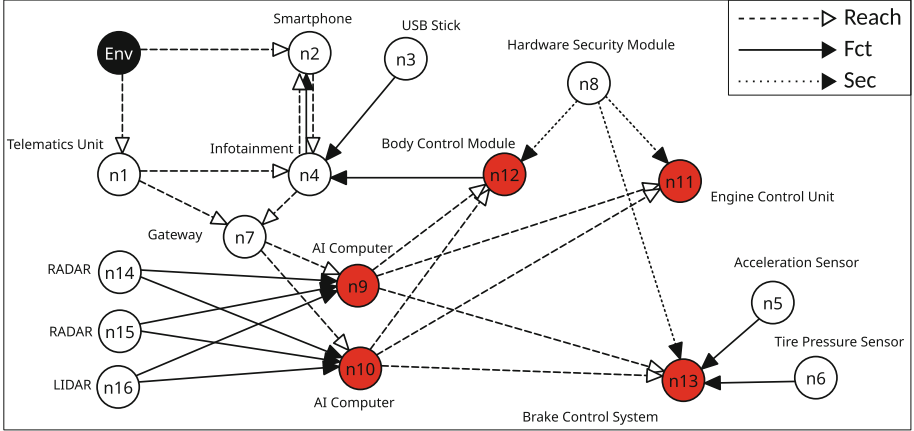 Reach
Fct
Sec
Smartphone
USB Stick
Env
n2
n3
Hardware Security Module
n8
Telematics Unit
Infotainment
Body Control Module
n1
n4
n12
n11
Engine Control Unit
Gateway
n7
AI Computer
RADAR
n14
n9
Acceleration Sensor
n5
RADAR
n15
Tire Pressure Sensor
LIDAR
n16
n10
n13
n6
AI Computer
Brake Control System